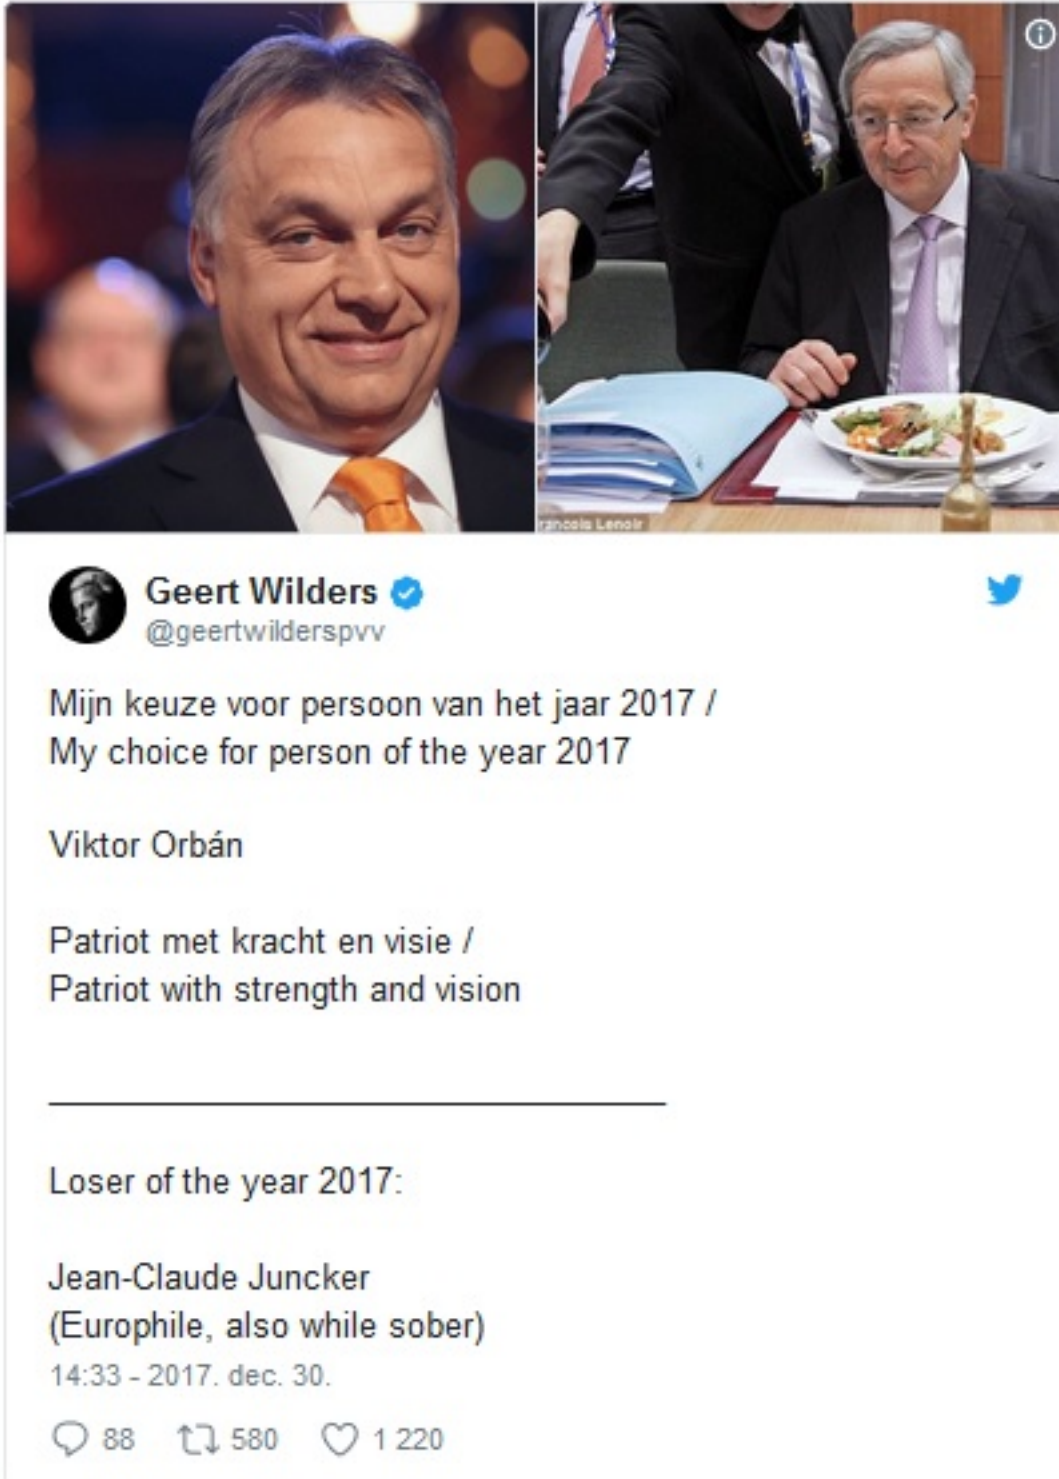 rancois Lenoir
Geert Wilders
@geertwilderspvv
Mijn keuze voor persoon van het jaar 2017 /
My choice for person of the year 2017
Viktor Orbán
Patriot met kracht en visie /
Patriot with strength and vision
Loser of the year 2017:
Jean-Claude Juncker
(Europhile, also while sober)
14:33 - 2017. dec. 30.
88 580 1 220